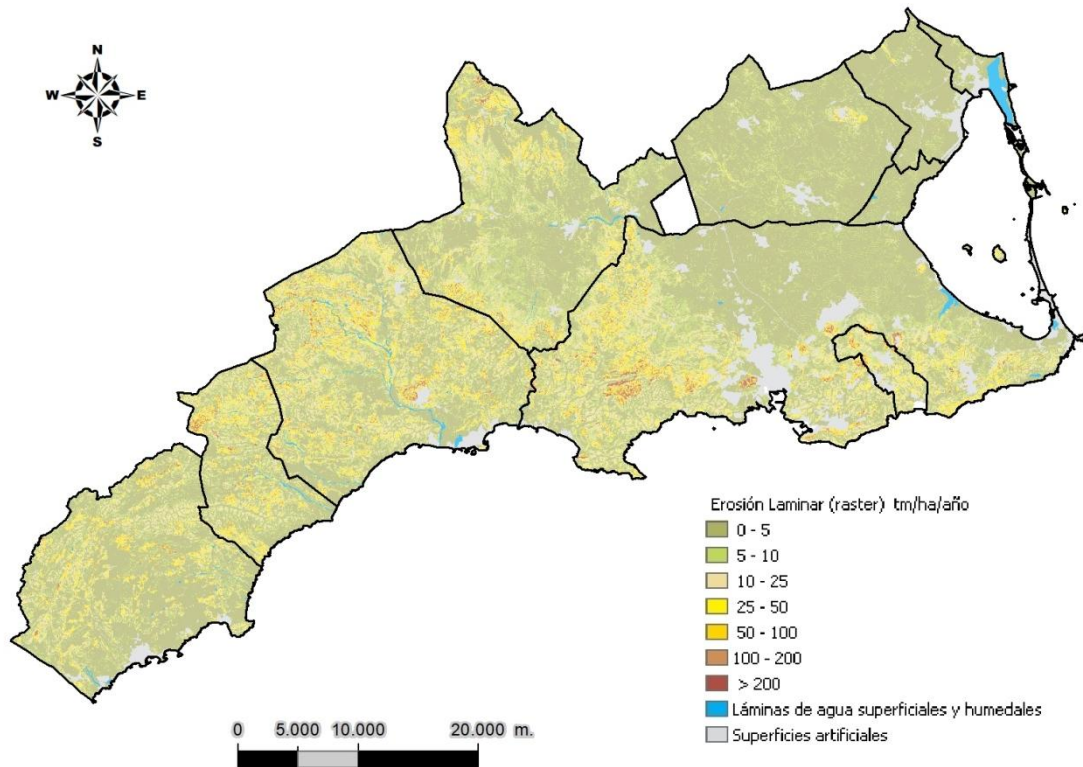 N
W E
S
Erosión Laminar (raster) tm/ha/año
0 - 5
5 - 10
10 - 25
25 - 50
50 - 100
100 - 200
> 200
Láminas de agua superficiales y humedales
Superficies artificiales
0 5.000 10.000 20.000 m.